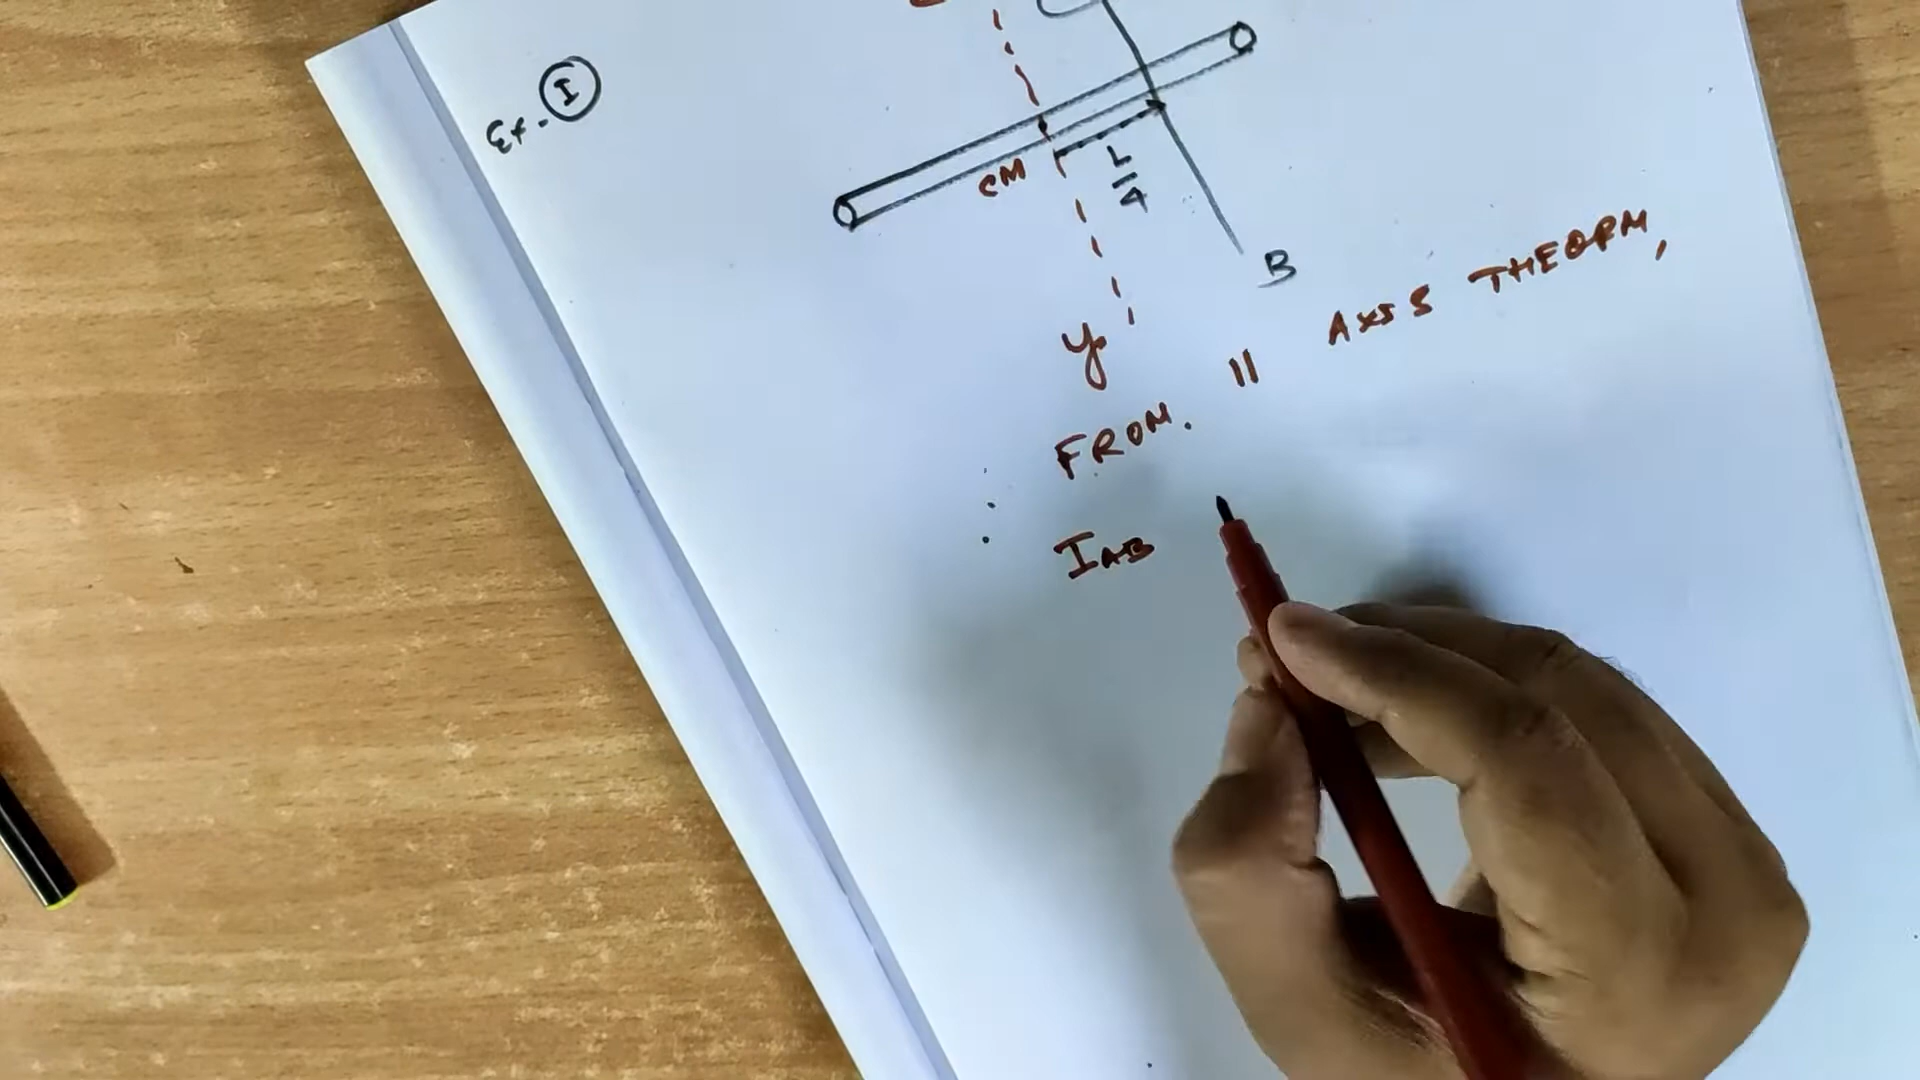 Ex. I
CM
L
4
B
y
FROM. || AXIS THEORM,
IAB